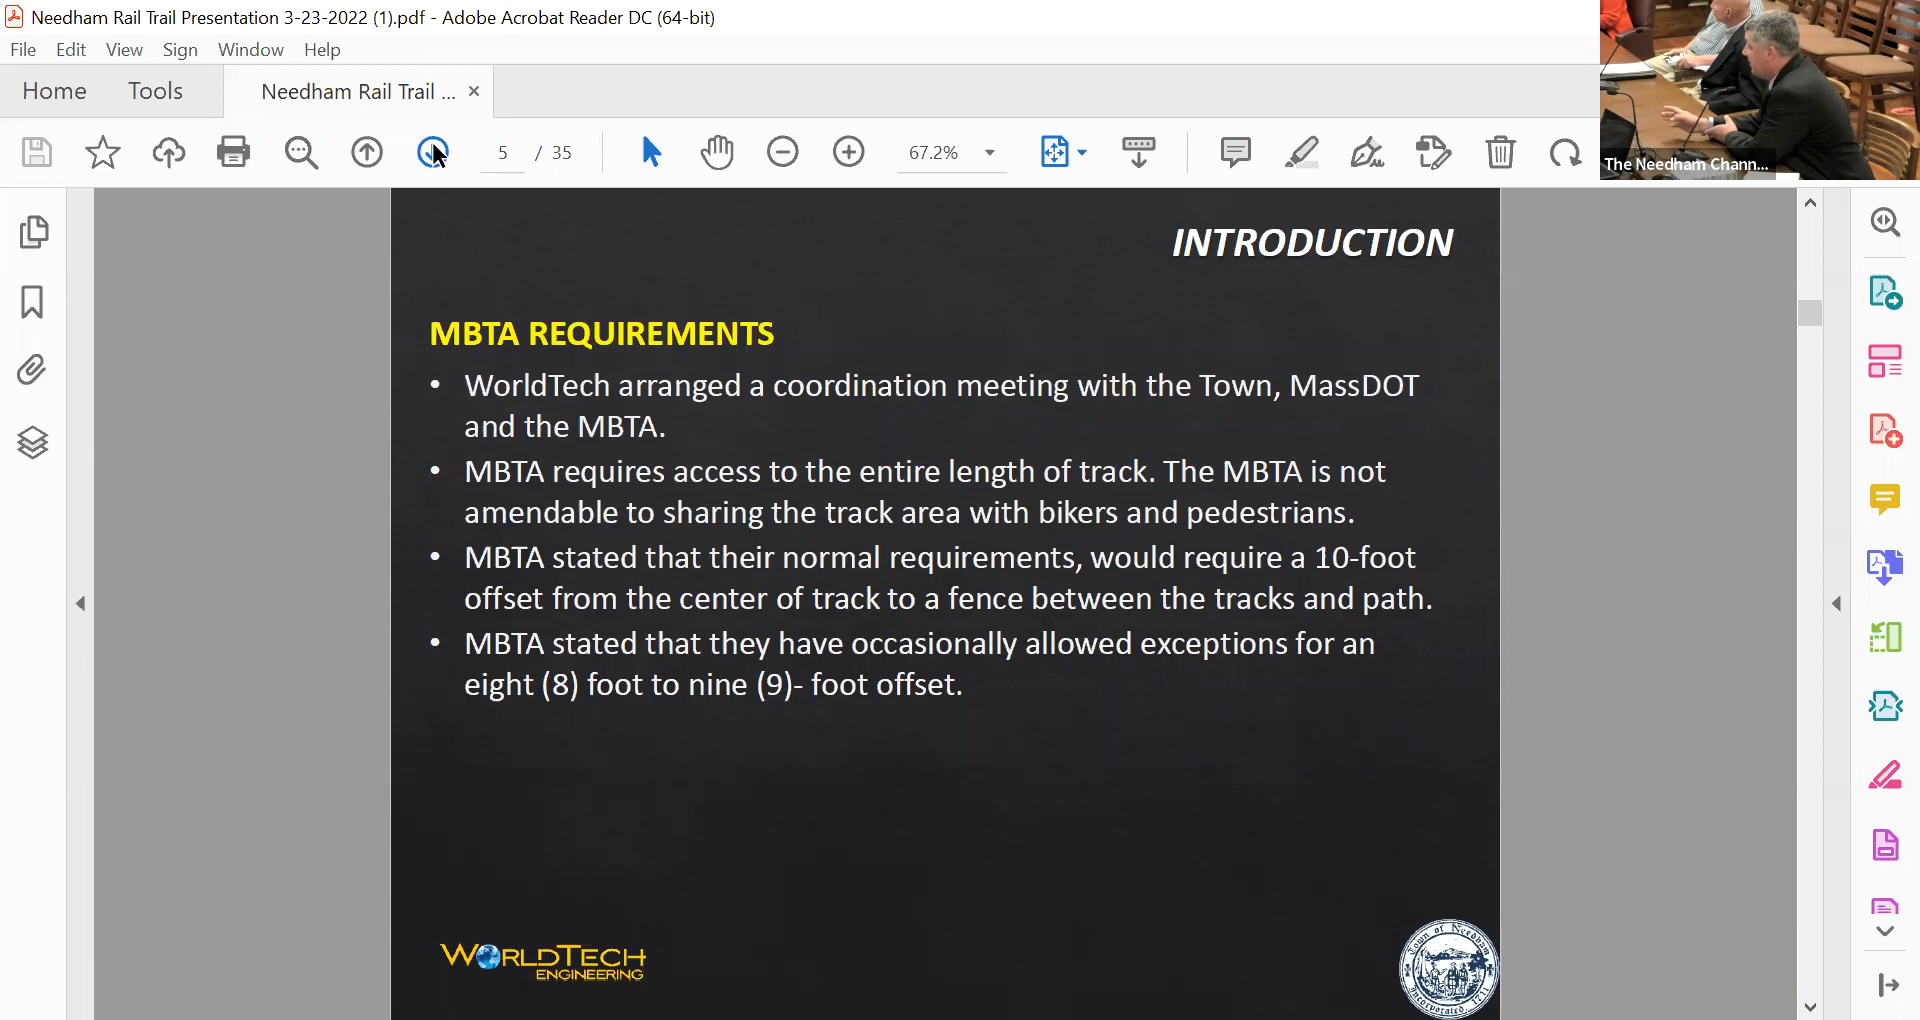 Needham Rail Trail Presentation 3-23-2022 (1).pdf - Adobe Acrobat Reader DC (64-bit)
File Edit View Sign Window Help
Home Tools Needham Rail Trail ... ×
5 / 35 67.2%
The Needham Chann...
INTRODUCTION
MBTA REQUIREMENTS
• WorldTech arranged a coordination meeting with the Town, MassDOT
and the MBTA.
• MBTA requires access to the entire length of track. The MBTA is not
amendable to sharing the track area with bikers and pedestrians.
• MBTA stated that their normal requirements, would require a 10-foot
offset from the center of track to a fence between the tracks and path.
• MBTA stated that they have occasionally allowed exceptions for an
eight (8) foot to nine (9)- foot offset.
WORLDTECH
ENGINEERING
Town of Needham
Incorporated. 1711